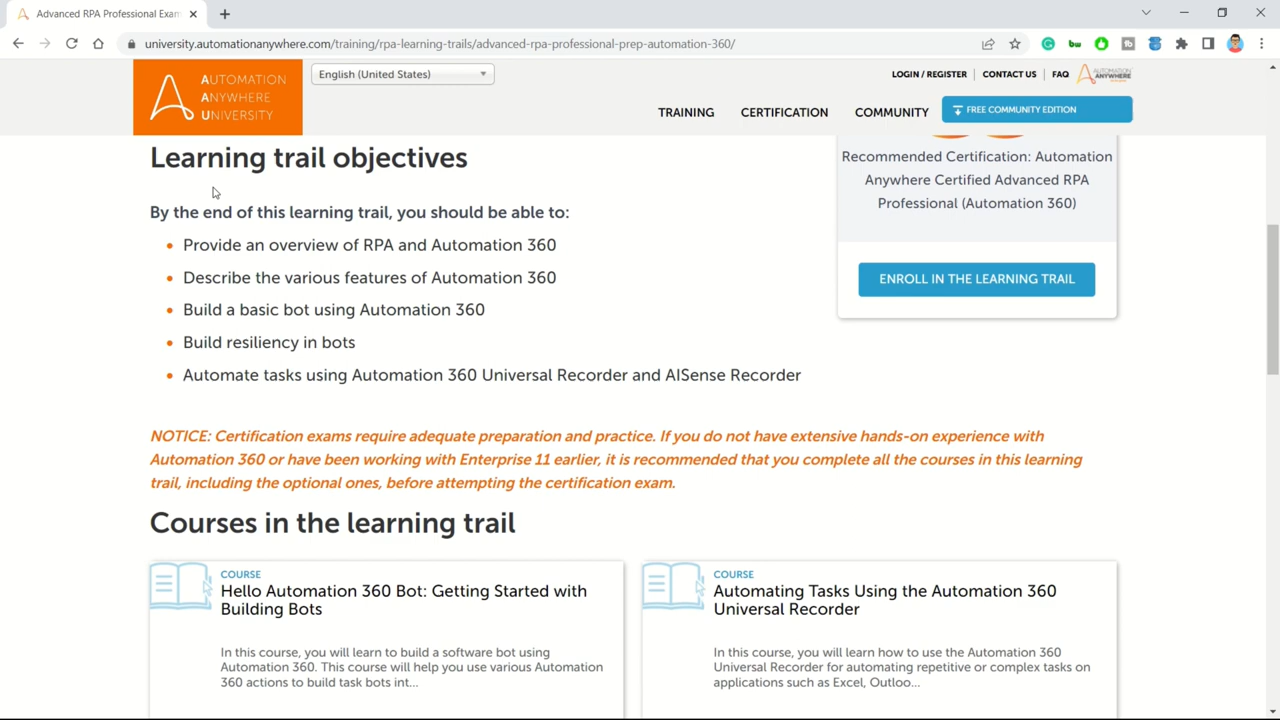 Advanced RPA Professional Exam
university.automationanywhere.com/training/rpa-learning-trails/advanced-rpa-professional-prep-automation-360/
AUTOMATION
ANYWHERE
UNIVERSITY
English (United States)
LOGIN / REGISTER
CONTACT US
FAQ
AUTOMATION
ANYWHERE
TRAINING
CERTIFICATION
COMMUNITY
FREE COMMUNITY EDITION
Learning trail objectives
By the end of this learning trail, you should be able to:
• Provide an overview of RPA and Automation 360
• Describe the various features of Automation 360
• Build a basic bot using Automation 360
• Build resiliency in bots
• Automate tasks using Automation 360 Universal Recorder and AISense Recorder
Recommended Certification: Automation
Anywhere Certified Advanced RPA
Professional (Automation 360)
ENROLL IN THE LEARNING TRAIL
NOTICE: Certification exams require adequate preparation and practice. If you do not have extensive hands-on experience with
Automation 360 or have been working with Enterprise 11 earlier, it is recommended that you complete all the courses in this learning
trail, including the optional ones, before attempting the certification exam.
Courses in the learning trail
COURSE
Hello Automation 360 Bot: Getting Started with
Building Bots
In this course, you will learn to build a software bot using
Automation 360. This course will help you use various Automation
360 actions to build task bots int...
COURSE
Automating Tasks Using the Automation 360
Universal Recorder
In this course, you will learn how to use the Automation 360
Universal Recorder for automating repetitive or complex tasks on
applications such as Excel, Outloo...